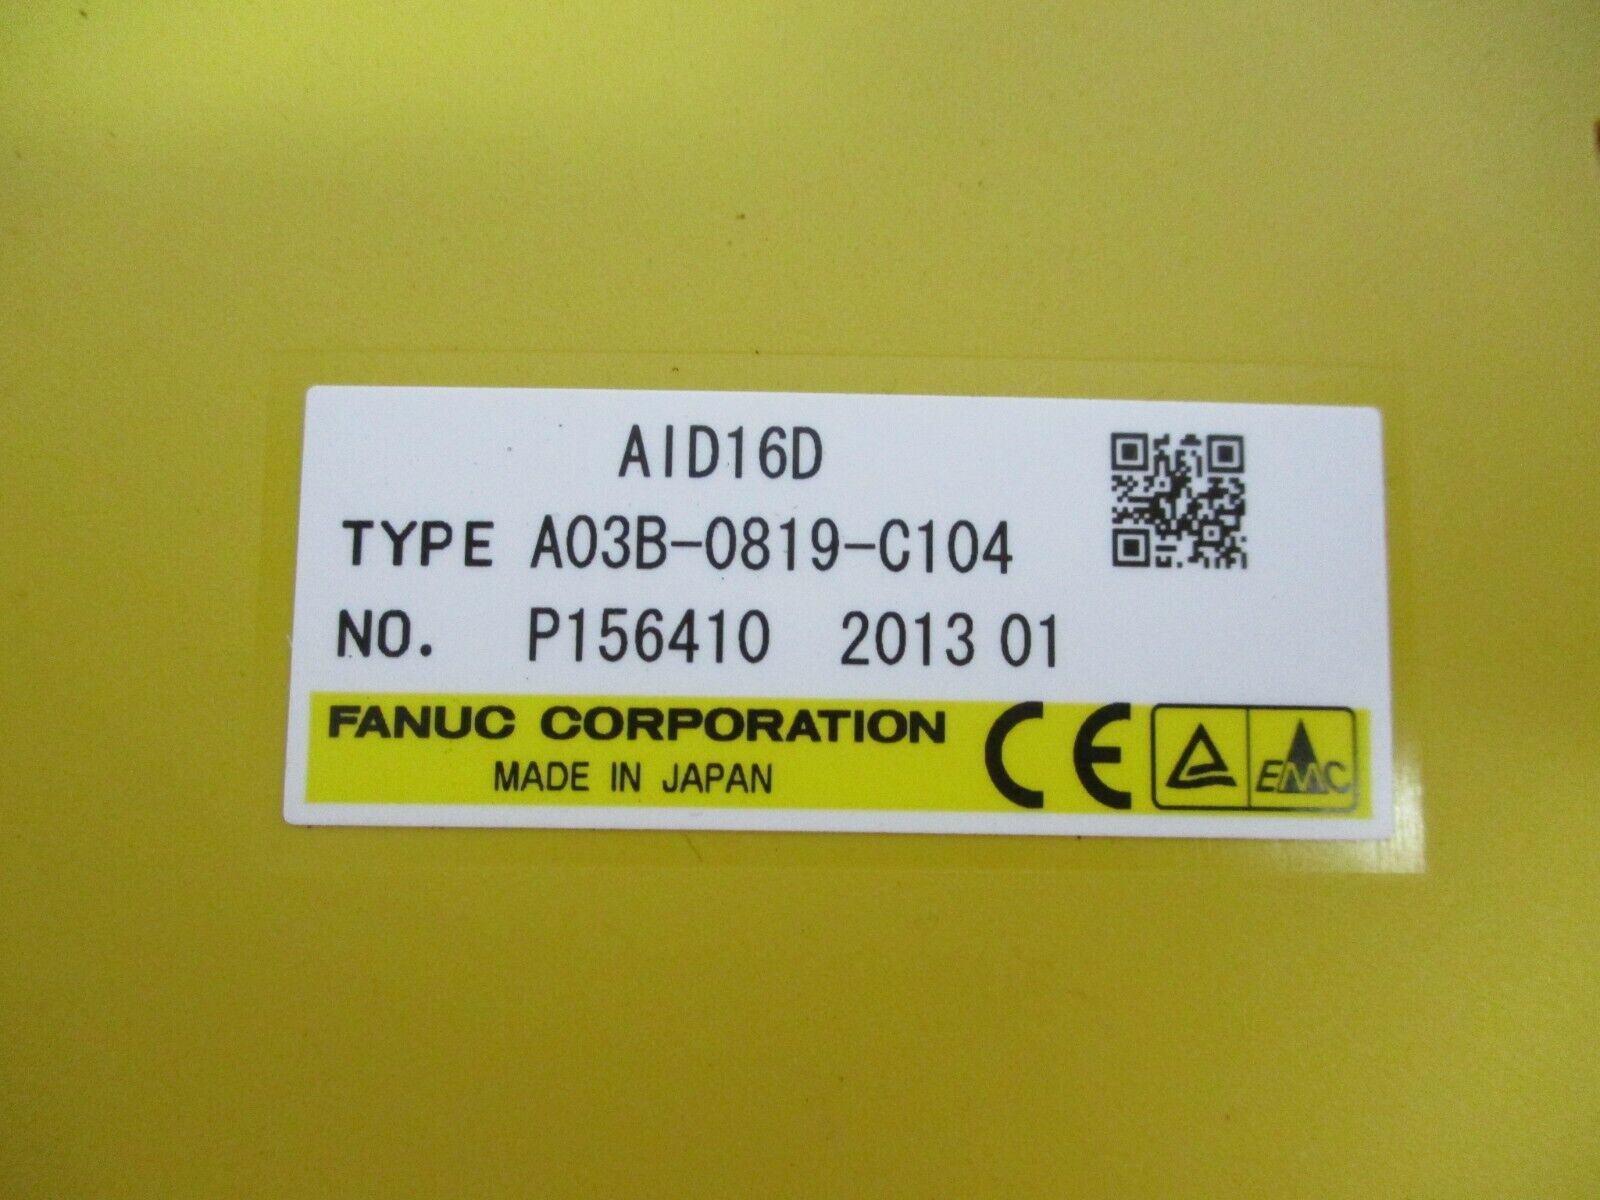 AID16D
TYPE A03B-0819-C104
NO. P156410 2013 01
FANUC CORPORATION
MADE IN JAPAN
CE
EMC